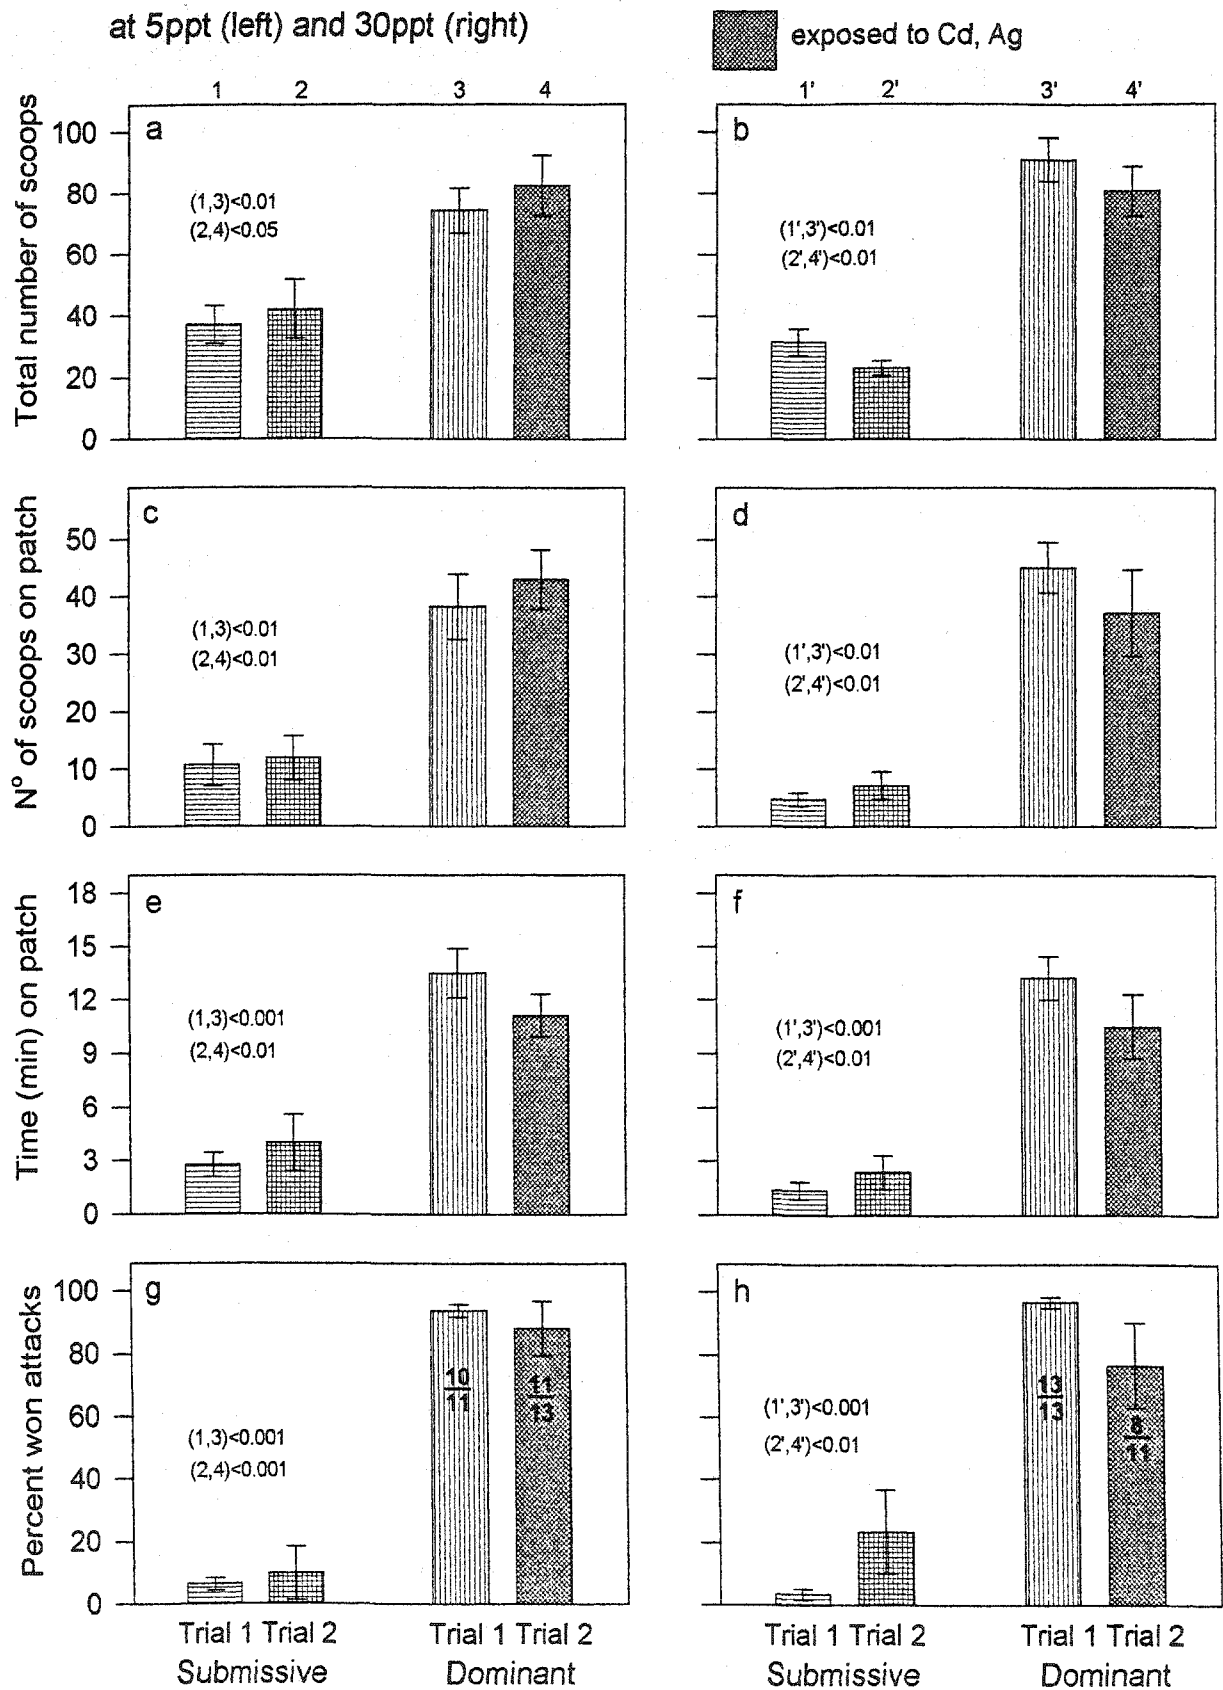 at 5ppt (left) and 30ppt (right)
exposed to Cd, Ag
1 2 3 4
1' 2' 3' 4'
Total number of scoops
100
80
60
40
20
0
a
(1,3)<0.01
(2,4)<0.05
b
(1',3')<0.01
(2',4')<0.01
N° of scoops on patch
50
40
30
20
10
0
c
(1,3)<0.01
(2,4)<0.01
d
(1',3')<0.01
(2',4')<0.01
Time (min) on patch
18
15
12
9
6
3
0
e
(1,3)<0.001
(2,4)<0.01
f
(1',3')<0.001
(2',4')<0.01
Percent won attacks
100
80
60
40
20
0
g
(1,3)<0.001
(2,4)<0.001
10
11
11
13
h
(1',3')<0.001
(2',4')<0.01
13
13
8
11
Trial 1 Trial 2 Trial 1 Trial 2
Submissive Dominant
Trial 1 Trial 2 Trial 1 Trial 2
Submissive Dominant